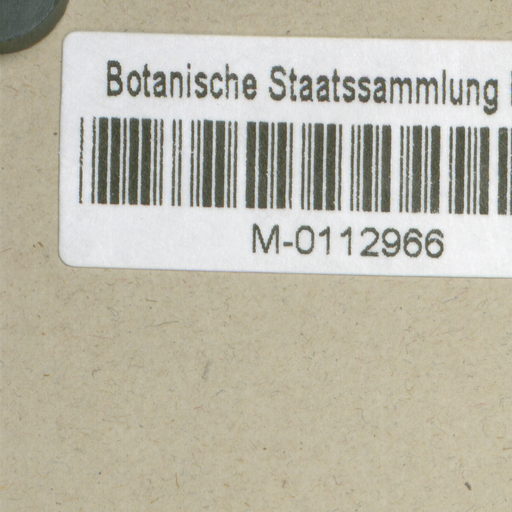 Botanische Staatssammlung
M-0112966